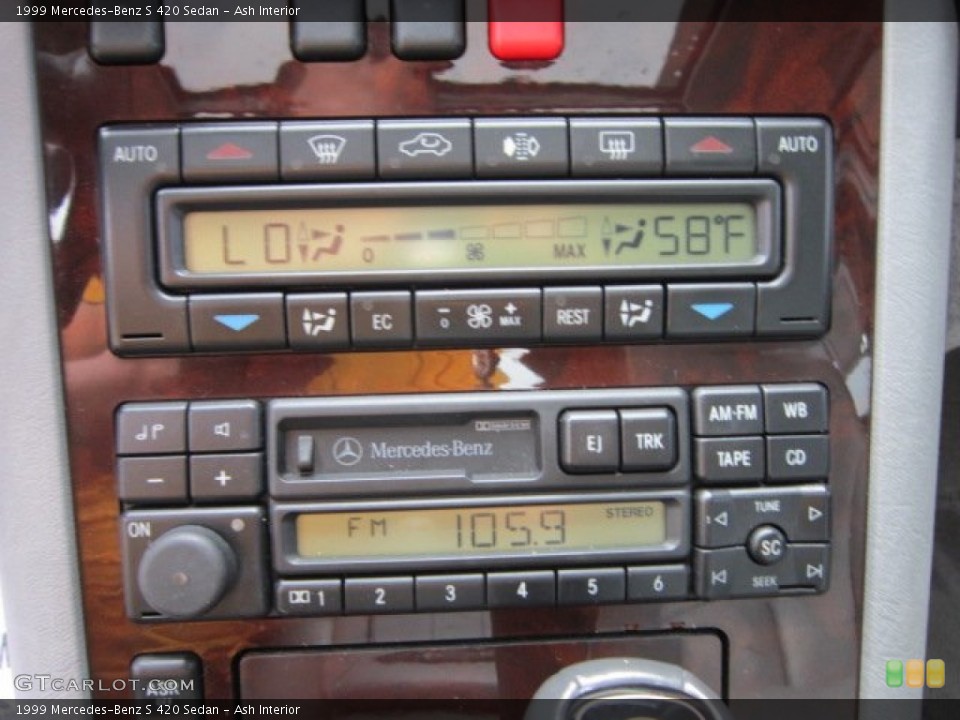 1999 Mercedes-Benz S 420 Sedan - Ash Interior
AUTO AUTO
LO 0 MAX 58°F
EC - 0 + MAX REST
Mercedes-Benz EJ TRK AM·FM WB
- + TAPE CD
ON FM 105.9 STEREO TUNE
SC
1 2 3 4 5 6 SEEK
ASR
GTCARLOT.COM
1999 Mercedes-Benz S 420 Sedan - Ash Interior